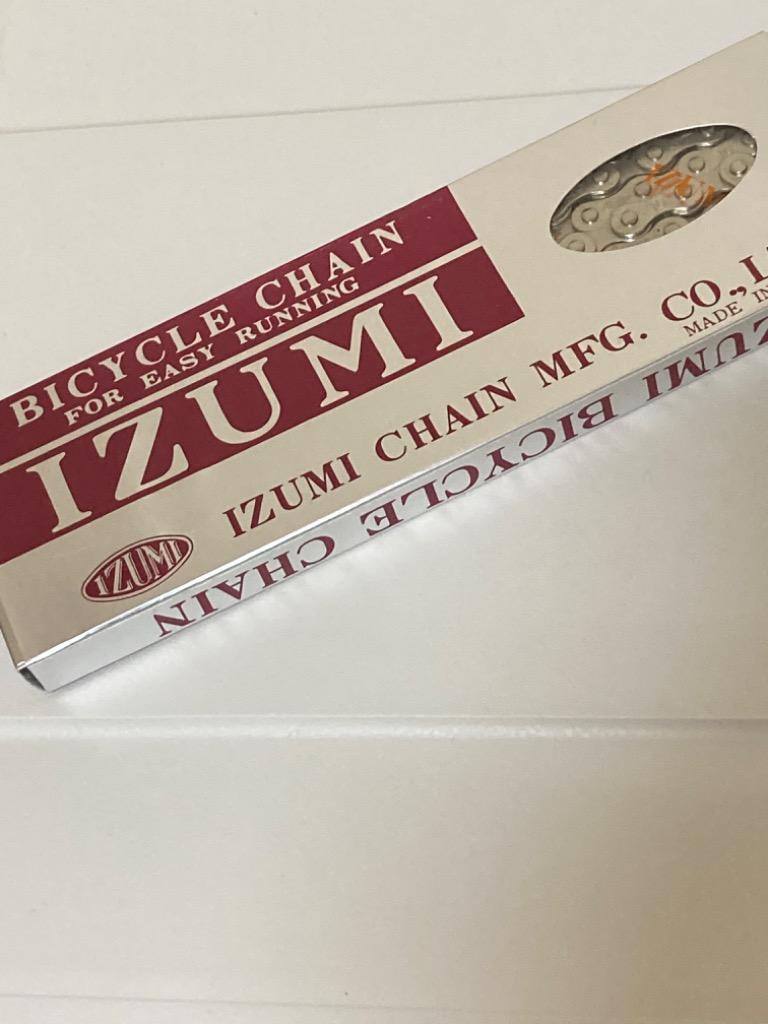 BICYCLE CHAIN
FOR EASY RUNNING
IZUMI
IZUMI CHAIN MFG. CO.,
MADE IN
IZUMI
IZUMI BICYCLE CHAIN